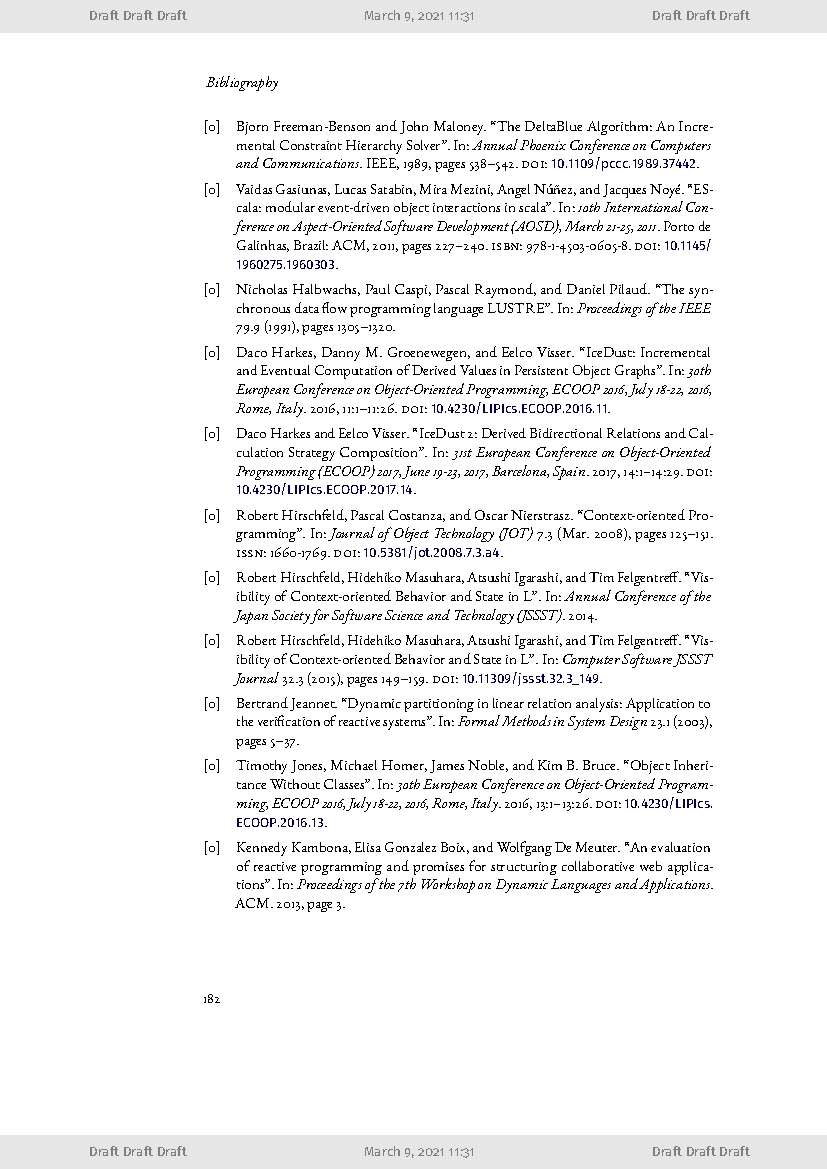 Draft Draft Draft March 9, 2021 11:31 Draft Draft Draft
Bibliography
[0] Bjorn Freeman-Benson and John Maloney. “The DeltaBlue Algorithm: An Incre-
mental Constraint Hierarchy Solver”. In: Annual Phoenix Conference on Computers
and Communications. IEEE, 1989, pages 538–542. DOI: 10.1109/pccc.1989.37442.
[0] Vaidas Gasiunas, Lucas Satabin, Mira Mezini, Angel Núñez, and Jacques Noyé. “ES-
cala: modular event-driven object interactions in scala”. In: 10th International Con-
ference on Aspect-Oriented Software Development (AOSD), March 21-25, 2011. Porto de
Galinhas, Brazil: ACM, 2011, pages 227–240. ISBN: 978-1-4503-0605-8. DOI: 10.1145/
1960275.1960303.
[0] Nicholas Halbwachs, Paul Caspi, Pascal Raymond, and Daniel Pilaud. “The syn-
chronous data flow programming language LUSTRE”. In: Proceedings of the IEEE
79.9 (1991), pages 1305–1320.
[0] Daco Harkes, Danny M. Groenewegen, and Eelco Visser. “IceDust: Incremental
and Eventual Computation of Derived Values in Persistent Object Graphs”. In: 30th
European Conference on Object-Oriented Programming, ECOOP 2016, July 18-22, 2016,
Rome, Italy. 2016, 11:1–11:26. DOI: 10.4230/LIPIcs.ECOOP.2016.11.
[0] Daco Harkes and Eelco Visser. “IceDust 2: Derived Bidirectional Relations and Cal-
culation Strategy Composition”. In: 31st European Conference on Object-Oriented
Programming (ECOOP) 2017, June 19-23, 2017, Barcelona, Spain. 2017, 14:1–14:29. DOI:
10.4230/LIPIcs.ECOOP.2017.14.
[0] Robert Hirschfeld, Pascal Costanza, and Oscar Nierstrasz. “Context-oriented Pro-
gramming”. In: Journal of Object Technology (JOT) 7.3 (Mar. 2008), pages 125–151.
ISSN: 1660-1769. DOI: 10.5381/jot.2008.7.3.a4.
[0] Robert Hirschfeld, Hidehiko Masuhara, Atsushi Igarashi, and Tim Felgentreff. “Vis-
ibility of Context-oriented Behavior and State in L”. In: Annual Conference of the
Japan Society for Software Science and Technology (JSSST). 2014.
[0] Robert Hirschfeld, Hidehiko Masuhara, Atsushi Igarashi, and Tim Felgentreff. “Vis-
ibility of Context-oriented Behavior and State in L”. In: Computer Software JSSST
Journal 32.3 (2015), pages 149–159. DOI: 10.11309/jssst.32.3_149.
[0] Bertrand Jeannet. “Dynamic partitioning in linear relation analysis: Application to
the verification of reactive systems”. In: Formal Methods in System Design 23.1 (2003),
pages 5–37.
[0] Timothy Jones, Michael Homer, James Noble, and Kim B. Bruce. “Object Inheri-
tance Without Classes”. In: 30th European Conference on Object-Oriented Program-
ming, ECOOP 2016, July 18-22, 2016, Rome, Italy. 2016, 13:1–13:26. DOI: 10.4230/LIPIcs.
ECOOP.2016.13.
[0] Kennedy Kambona, Elisa Gonzalez Boix, and Wolfgang De Meuter. “An evaluation
of reactive programming and promises for structuring collaborative web applica-
tions”. In: Proceedings of the 7th Workshop on Dynamic Languages and Applications.
ACM. 2013, page 3.
182
Draft Draft Draft March 9, 2021 11:31 Draft Draft Draft